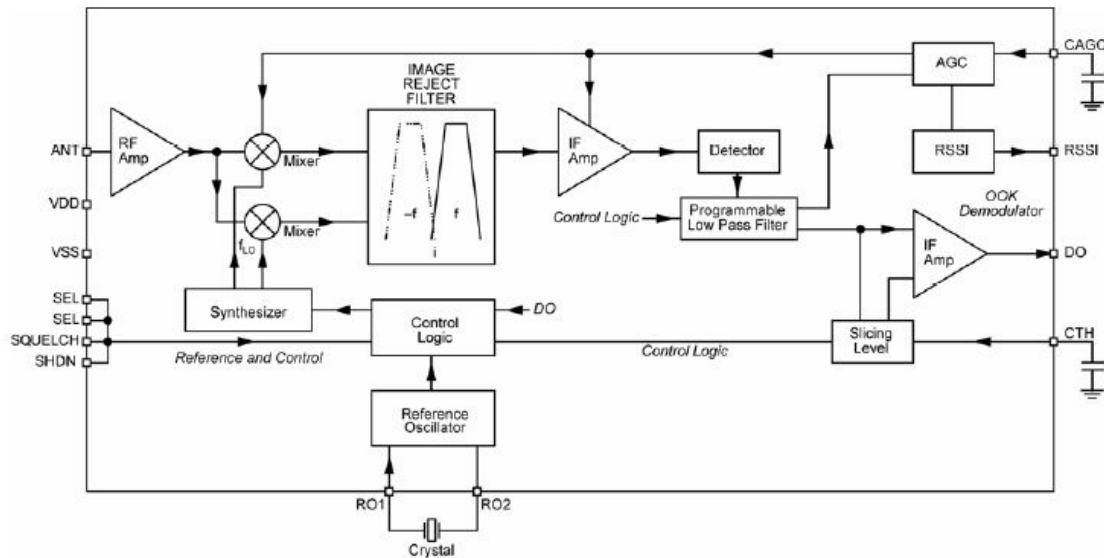 CAGC
IMAGE
REJECT
FILTER
AGC
RF
Amp
IF
Amp
ANT
Mixer
Detector
RSSI
RSSI
VDD
–f
f
Control Logic
Programmable
Low Pass Filter
OOK
Demodulator
Mixer
VSS
fLO
i
IF
Amp
DO
SEL
Synthesizer
DO
SEL
Control
Logic
SQUELCH
Slicing
Level
CTH
SHDN
Reference and Control
Control Logic
Reference
Oscillator
RO1
RO2
Crystal